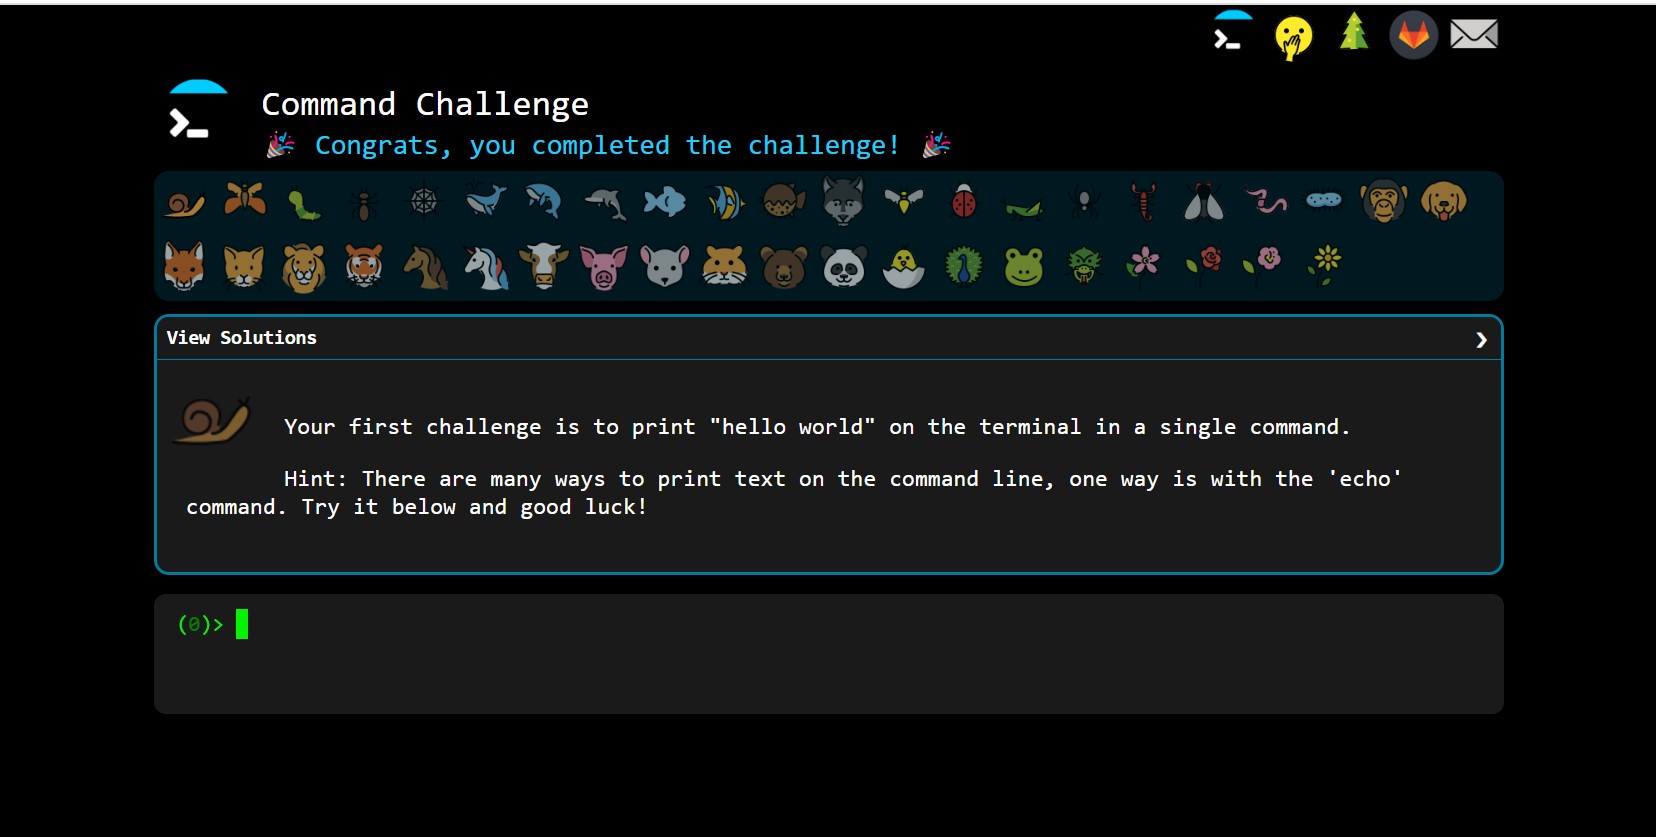 Command Challenge
Congrats, you completed the challenge!
View Solutions
Your first challenge is to print "hello world" on the terminal in a single command.
Hint: There are many ways to print text on the command line, one way is with the 'echo'
command. Try it below and good luck!
(0)>